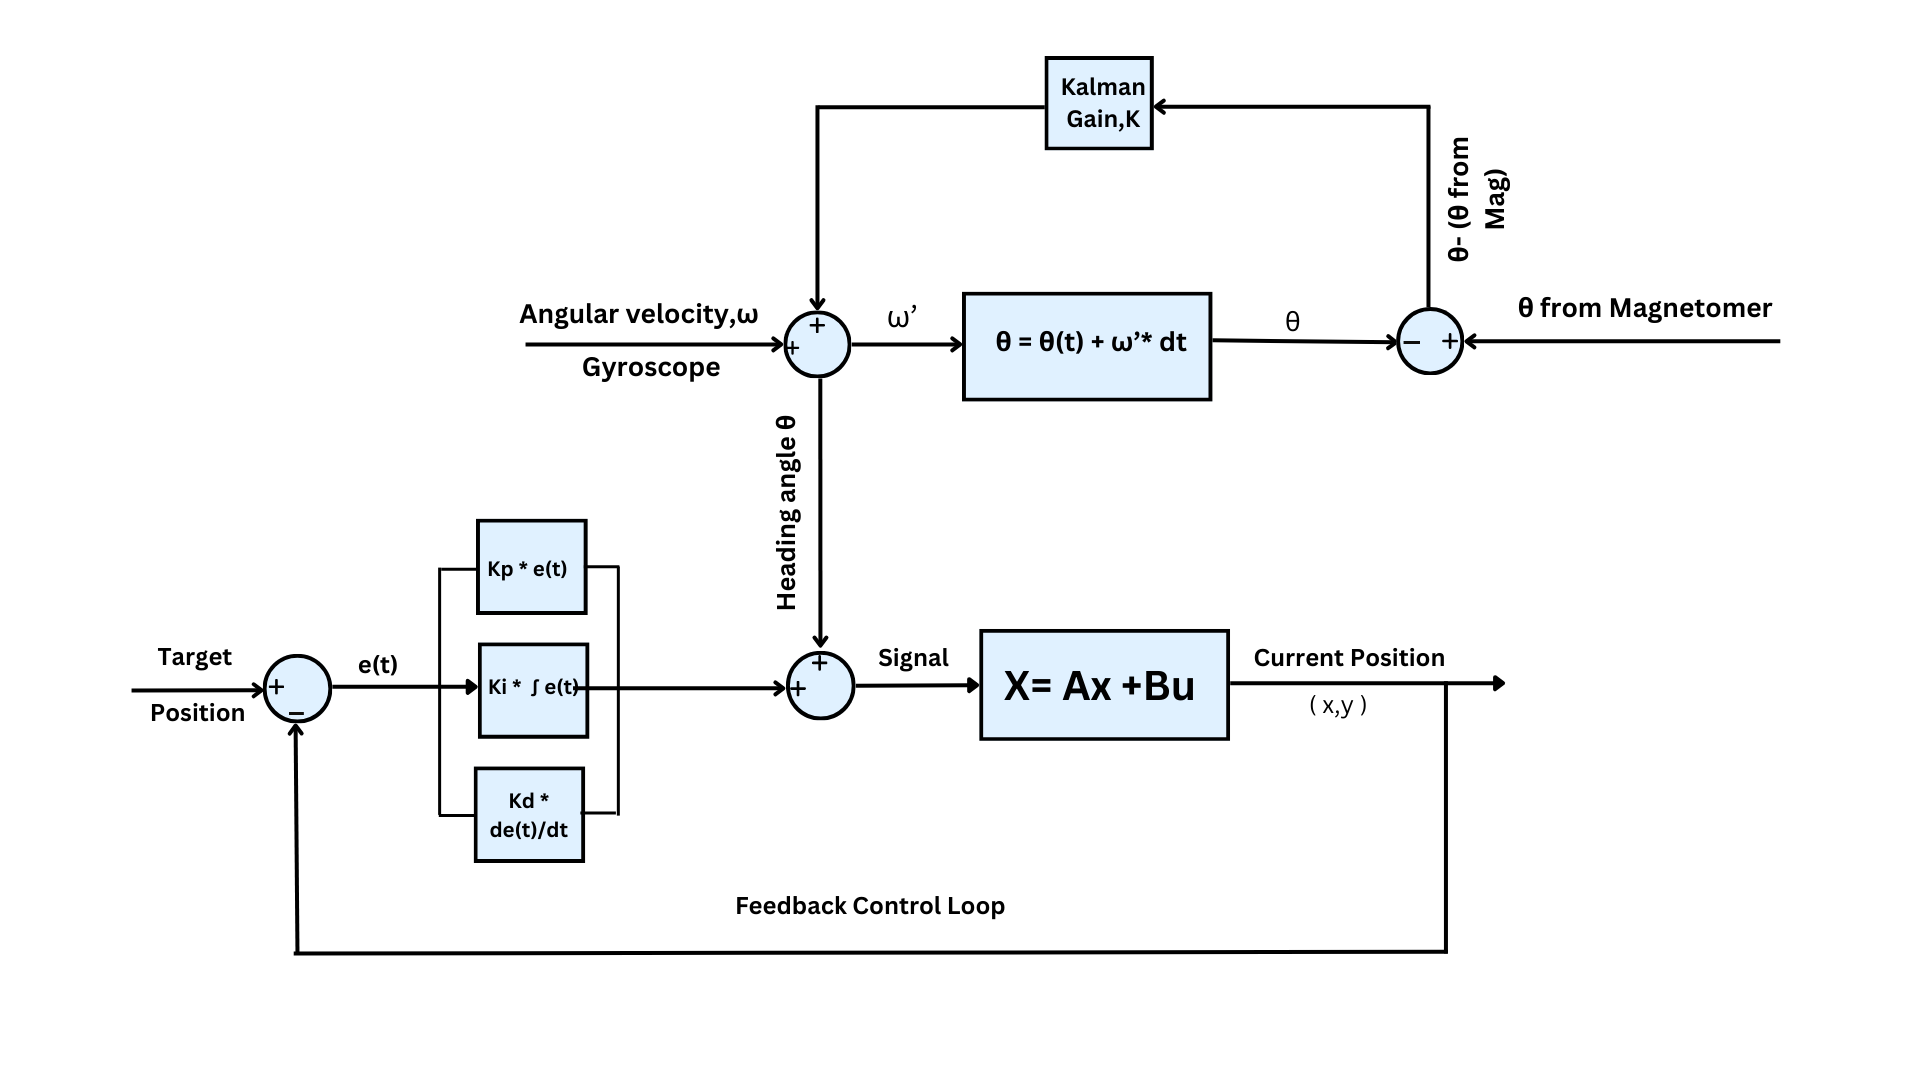 Kalman
Gain,K
θ- (θ from
Mag)
Angular velocity,ω
Gyroscope
+
+
ω’
θ = θ(t) + ω’* dt
θ
− +
θ from Magnetomer
Heading angle θ
Kp * e(t)
Target
Position
+
−
e(t)
Ki * ∫ e(t)
Kd *
de(t)/dt
+
+
Signal
X= Ax +Bu
Current Position
( x,y )
Feedback Control Loop